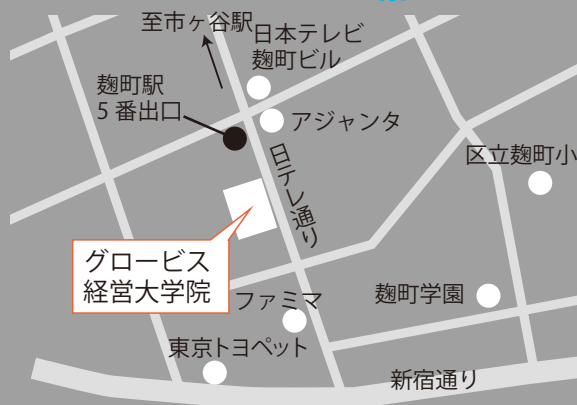 至市ヶ谷駅
日本テレビ
麹町ビル
麹町駅
5 番出口
アジャンタ
区立麹町小
日テレ通り
グロービス
経営大学院
ファミマ
麹町学園
東京トヨペット
新宿通り